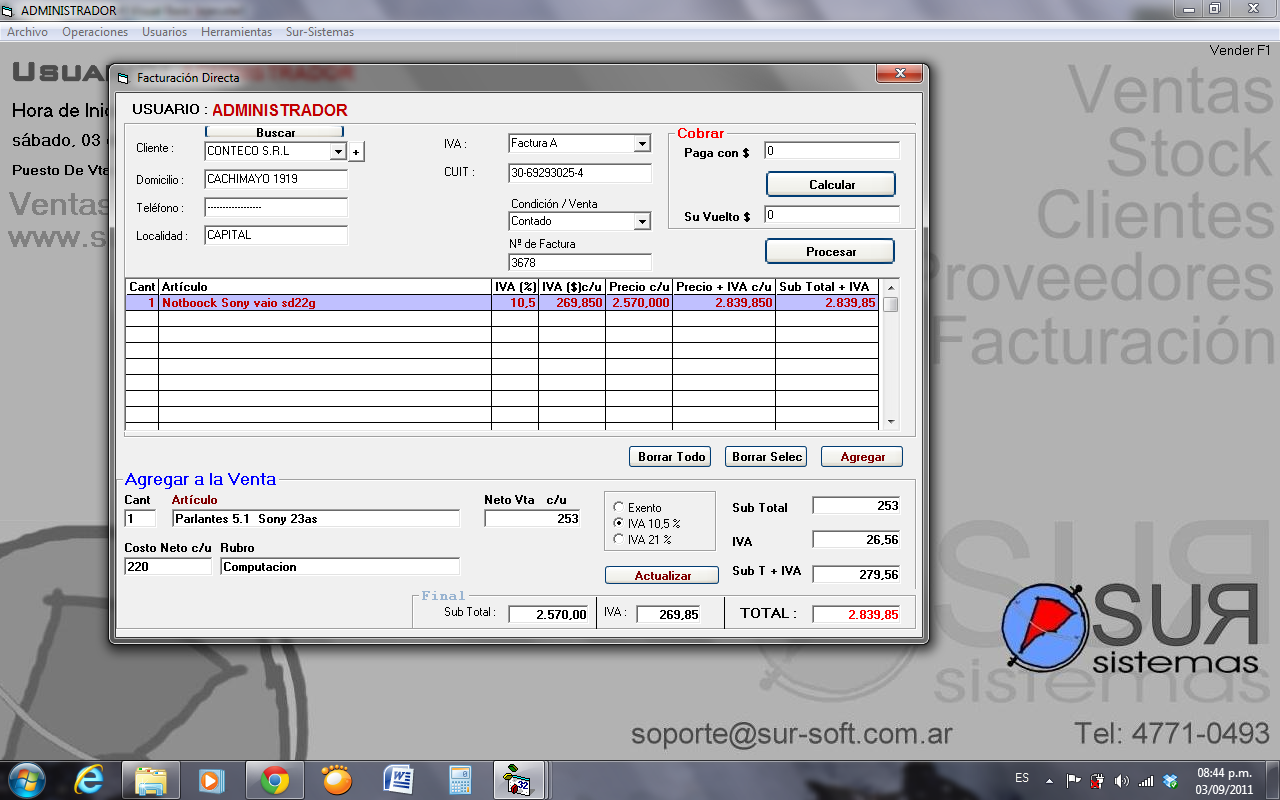 ADMINISTRADOR
Archivo Operaciones Usuarios Herramientas Sur-Sistemas
Vender F1
Ventas
Stock
Clientes
Proveedores
Facturación
Hora de
sábado, 03
Puesto De
Ventas
www.s
Facturación Directa
USUARIO : ADMINISTRADOR
Buscar
Cliente : CONTECO S.R.L +
Domicilio : CACHIMAYO 1919
Teléfono : ------------------
Localidad : CAPITAL
IVA : Factura A
CUIT : 30-69293025-4
Condición / Venta
Contado
Nº de Factura
3678
Cobrar
Paga con $ 0
Calcular
Su Vuelto $ 0
Procesar
Cant Artículo IVA (%) IVA ($)c/u Precio c/u Precio + IVA c/u Sub Total + IVA
1 Notboock Sony vaio sd22g 10,5 269,850 2.570,000 2.839,850 2.839,85
Borrar Todo Borrar Selec Agregar
Agregar a la Venta
Cant Artículo Neto Vta c/u
1 Parlantes 5.1 Sony 23as 253
Costo Neto c/u Rubro
220 Computacion
Exento
IVA 10,5 %
IVA 21 %
Actualizar
Sub Total 253
IVA 26,56
Sub T + IVA 279,56
Final
Sub Total : 2.570,00 IVA : 269,85 TOTAL : 2.839,85
SUR
sistemas
soporte@sur-soft.com.ar Tel: 4771-0493
ES
08:44 p.m.
03/09/2011